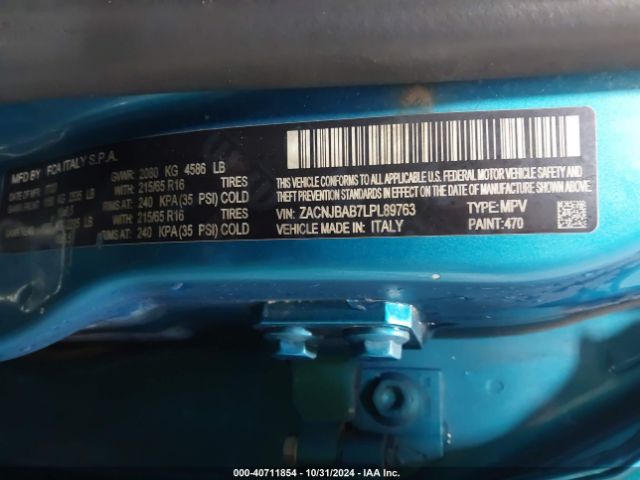 MFD BY FCA ITALY S.P.A.
GVWR: 2080 KG 4586 LB
WITH: 215/65 R16 TIRES
RIMS AT: 240 KPA(35 PSI) COLD
WITH: 215/65 R16 TIRES
RIMS AT: 240 KPA(35 PSI) COLD
THIS VEHICLE CONFORMS TO ALL APPLICABLE U.S. FEDERAL MOTOR VEHICLE SAFETY, BUMPER, AND
THEFT PREVENTION STANDARDS IN EFFECT ON THE DATE OF MANUFACTURE SHOWN ABOVE.
VIN: ZACNJBAB7LPL89763 TYPE: MPV
VEHICLE MADE IN: ITALY PAINT: 470
000-40711854 - 10/31/2024 - IAA Inc.